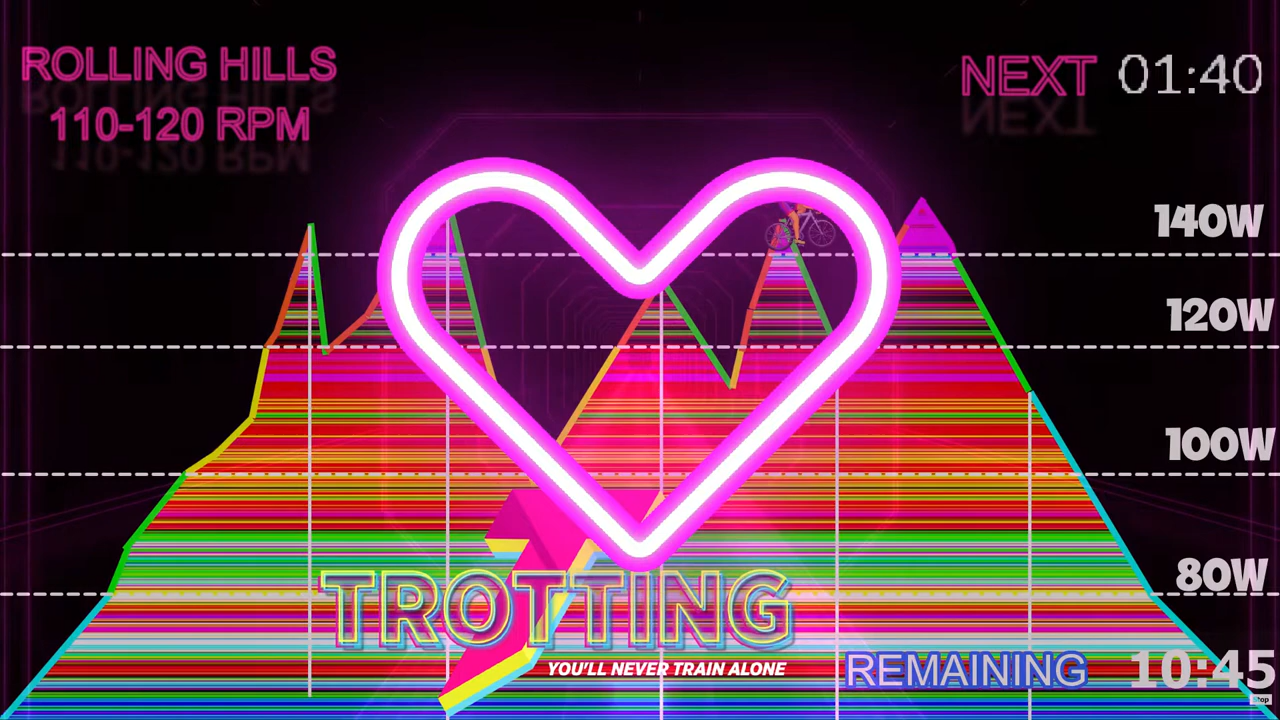 ROLLING HILLS
110-120 RPM
NEXT 01:40
140W
120W
100W
80W
TROTTING
YOU'LL NEVER TRAIN ALONE
REMAINING 10:45
Stop